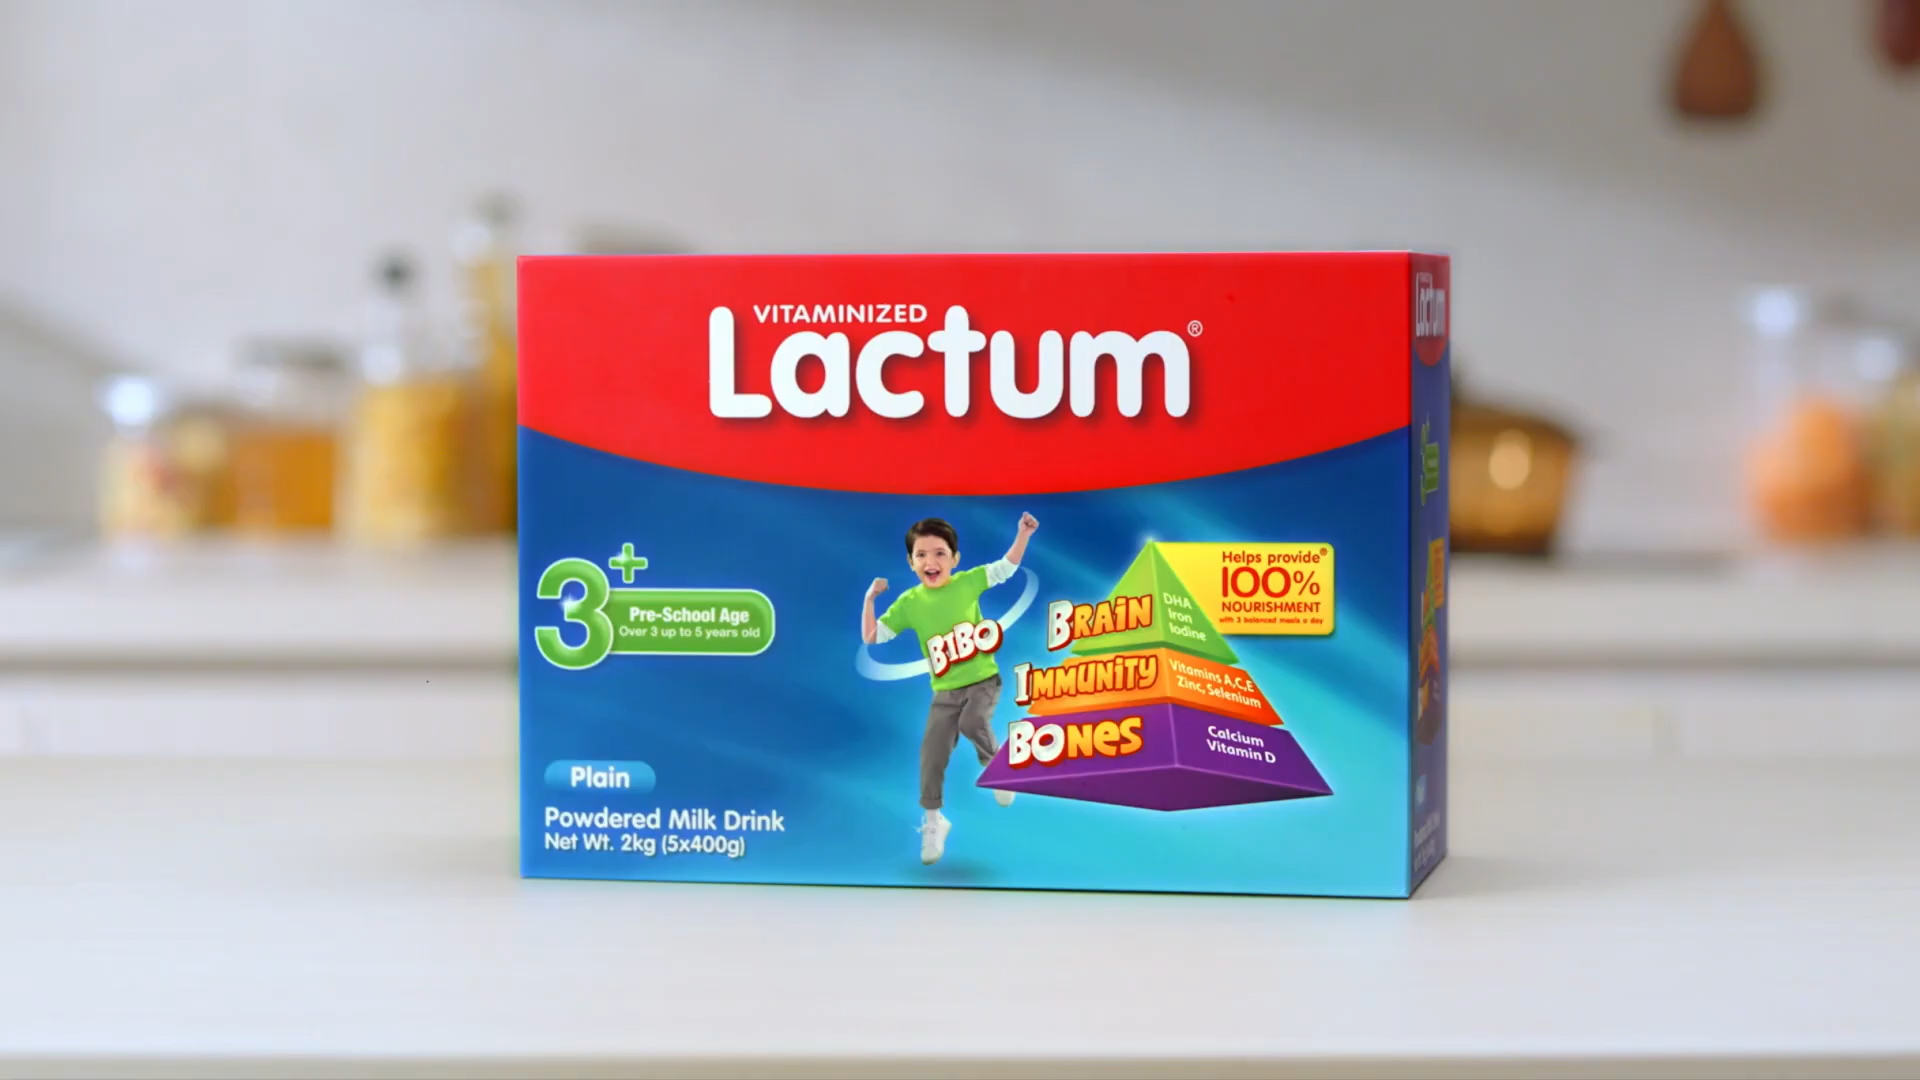 VITAMINIZED
Lactum®
3+
Pre-School Age
Over 3 up to 5 years old
BIBO
Helps provide®
100%
NOURISHMENT
with 3 balanced meals a day
BRAiN
DHA
Iron
Iodine
IMMUNiTY
Vitamins A,C,E
Zinc, Selenium
BONES
Calcium
Vitamin D
Plain
Powdered Milk Drink
Net Wt. 2kg (5x400g)
Lactum